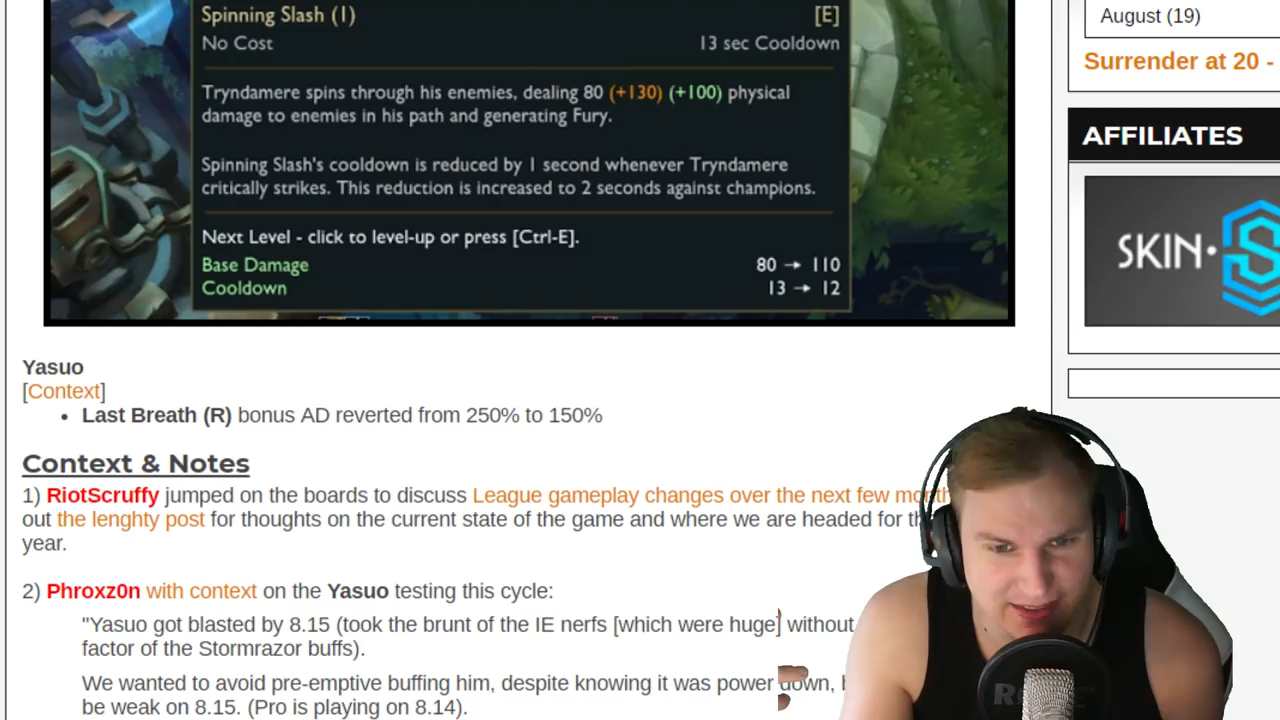 Spinning Slash (1) [E]
No Cost 13 sec Cooldown
Tryndamere spins through his enemies, dealing 80 (+130) (+100) physical
damage to enemies in his path and generating Fury.
Spinning Slash's cooldown is reduced by 1 second whenever Tryndamere
critically strikes. This reduction is increased to 2 seconds against champions.
Next Level - click to level-up or press [Ctrl-E].
Base Damage 80 → 110
Cooldown 13 → 12
August (19)
Surrender at 20 -
AFFILIATES
SKIN•
Yasuo
[Context]
• Last Breath (R) bonus AD reverted from 250% to 150%
Context & Notes
1) RiotScruffy jumped on the boards to discuss League gameplay changes over the next few
out the lenghty post for thoughts on the current state of the game and where we are headed for
year.
2) Phroxz0n with context on the Yasuo testing this cycle:
"Yasuo got blasted by 8.15 (took the brunt of the IE nerfs [which were huge] without
factor of the Stormrazor buffs).
We wanted to avoid pre-emptive buffing him, despite knowing it was power down,
be weak on 8.15. (Pro is playing on 8.14).